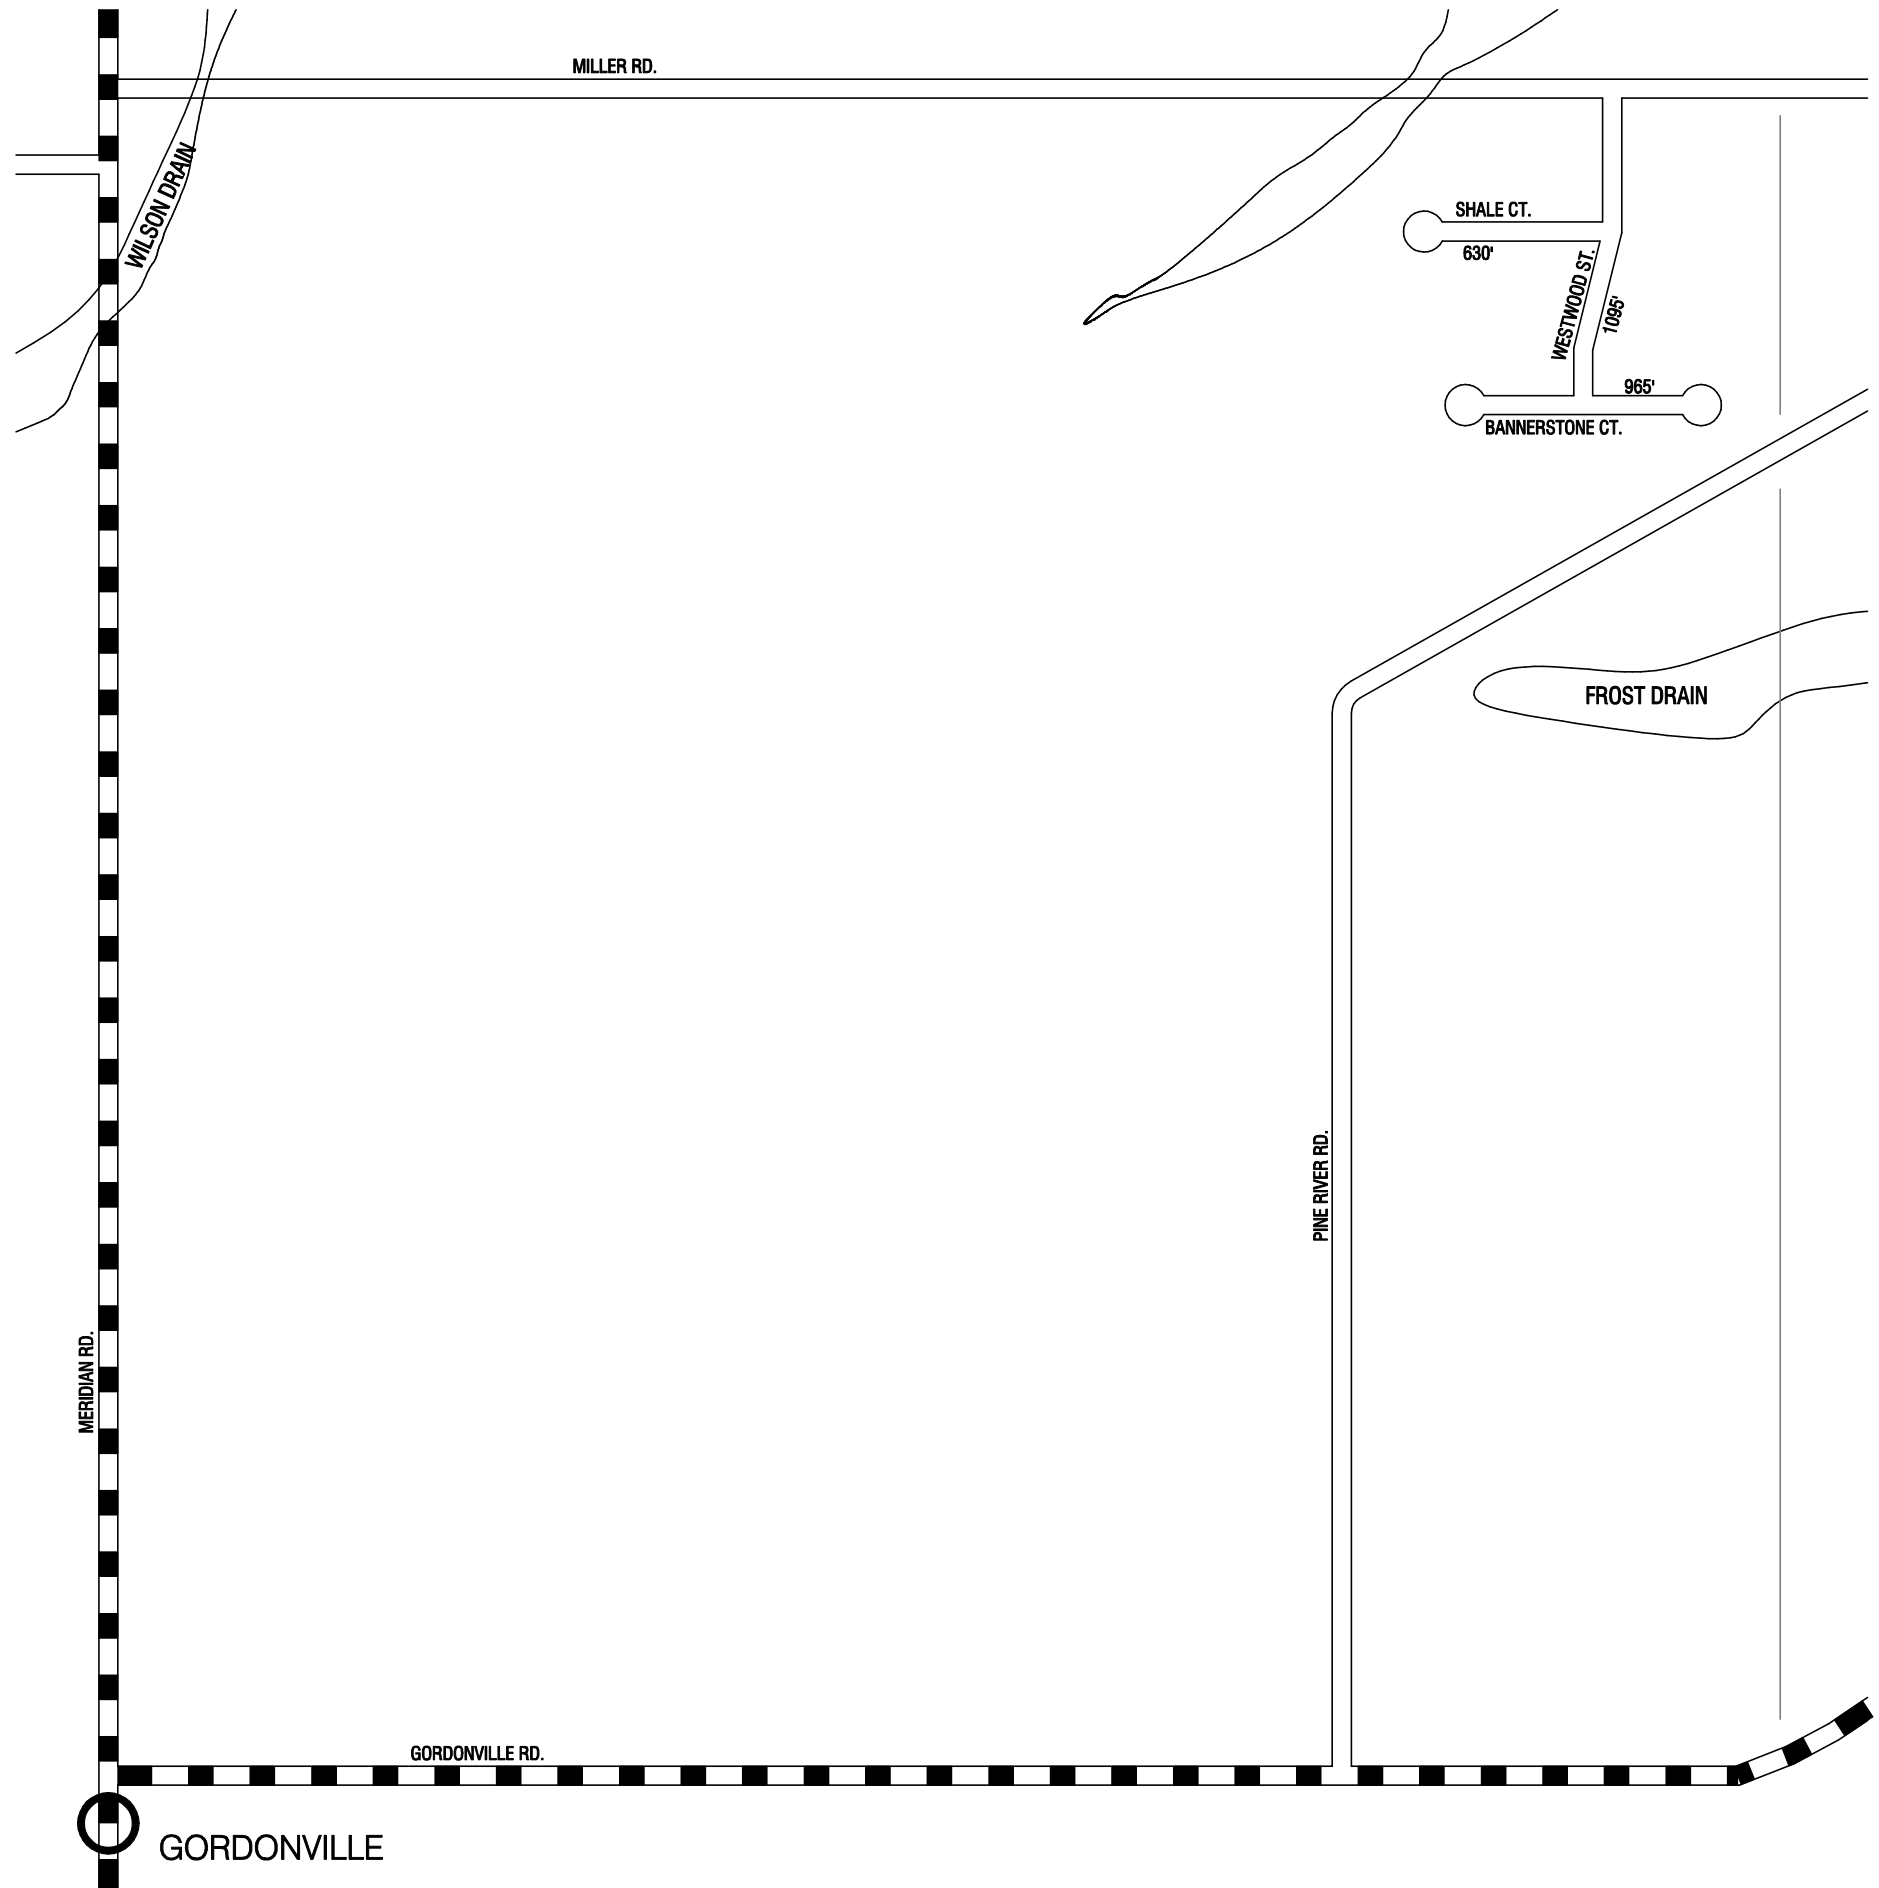 MILLER RD.
WILSON DRAIN
SHALE CT.
630'
WESTWOOD ST.
1095'
965'
BANNERSTONE CT.
FROST DRAIN
PINE RIVER RD.
MERIDIAN RD.
GORDONVILLE RD.
GORDONVILLE